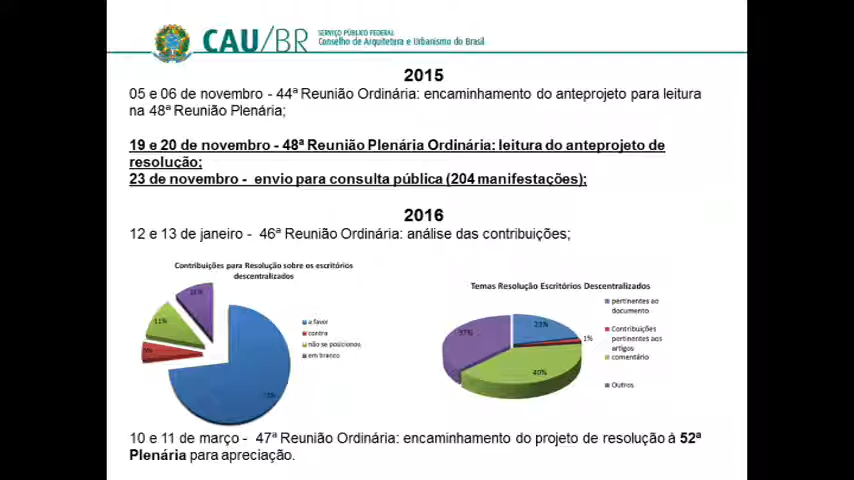 CAU/BR
SERVIÇO PÚBLICO FEDERAL
Conselho de Arquitetura e Urbanismo do Brasil
2015
05 e 06 de novembro - 44ª Reunião Ordinária: encaminhamento do anteprojeto para leitura
na 48ª Reunião Plenária;
19 e 20 de novembro - 48ª Reunião Plenária Ordinária: leitura do anteprojeto de
resolução;
23 de novembro - envio para consulta pública (204 manifestações);
2016
12 e 13 de janeiro - 46ª Reunião Ordinária: análise das contribuições;
Contribuições para Resolução sobre os escritórios
descentralizados
11%
5%
a favor
contra
não se posicionou
em branco
Temas Resolução Escritórios Descentralizados
23%
1%
40%
37%
pertinentes ao
documento
Contribuições
pertinentes aos
artigos
comentário
Outros
10 e 11 de março - 47ª Reunião Ordinária: encaminhamento do projeto de resolução à 52ª
Plenária para apreciação.